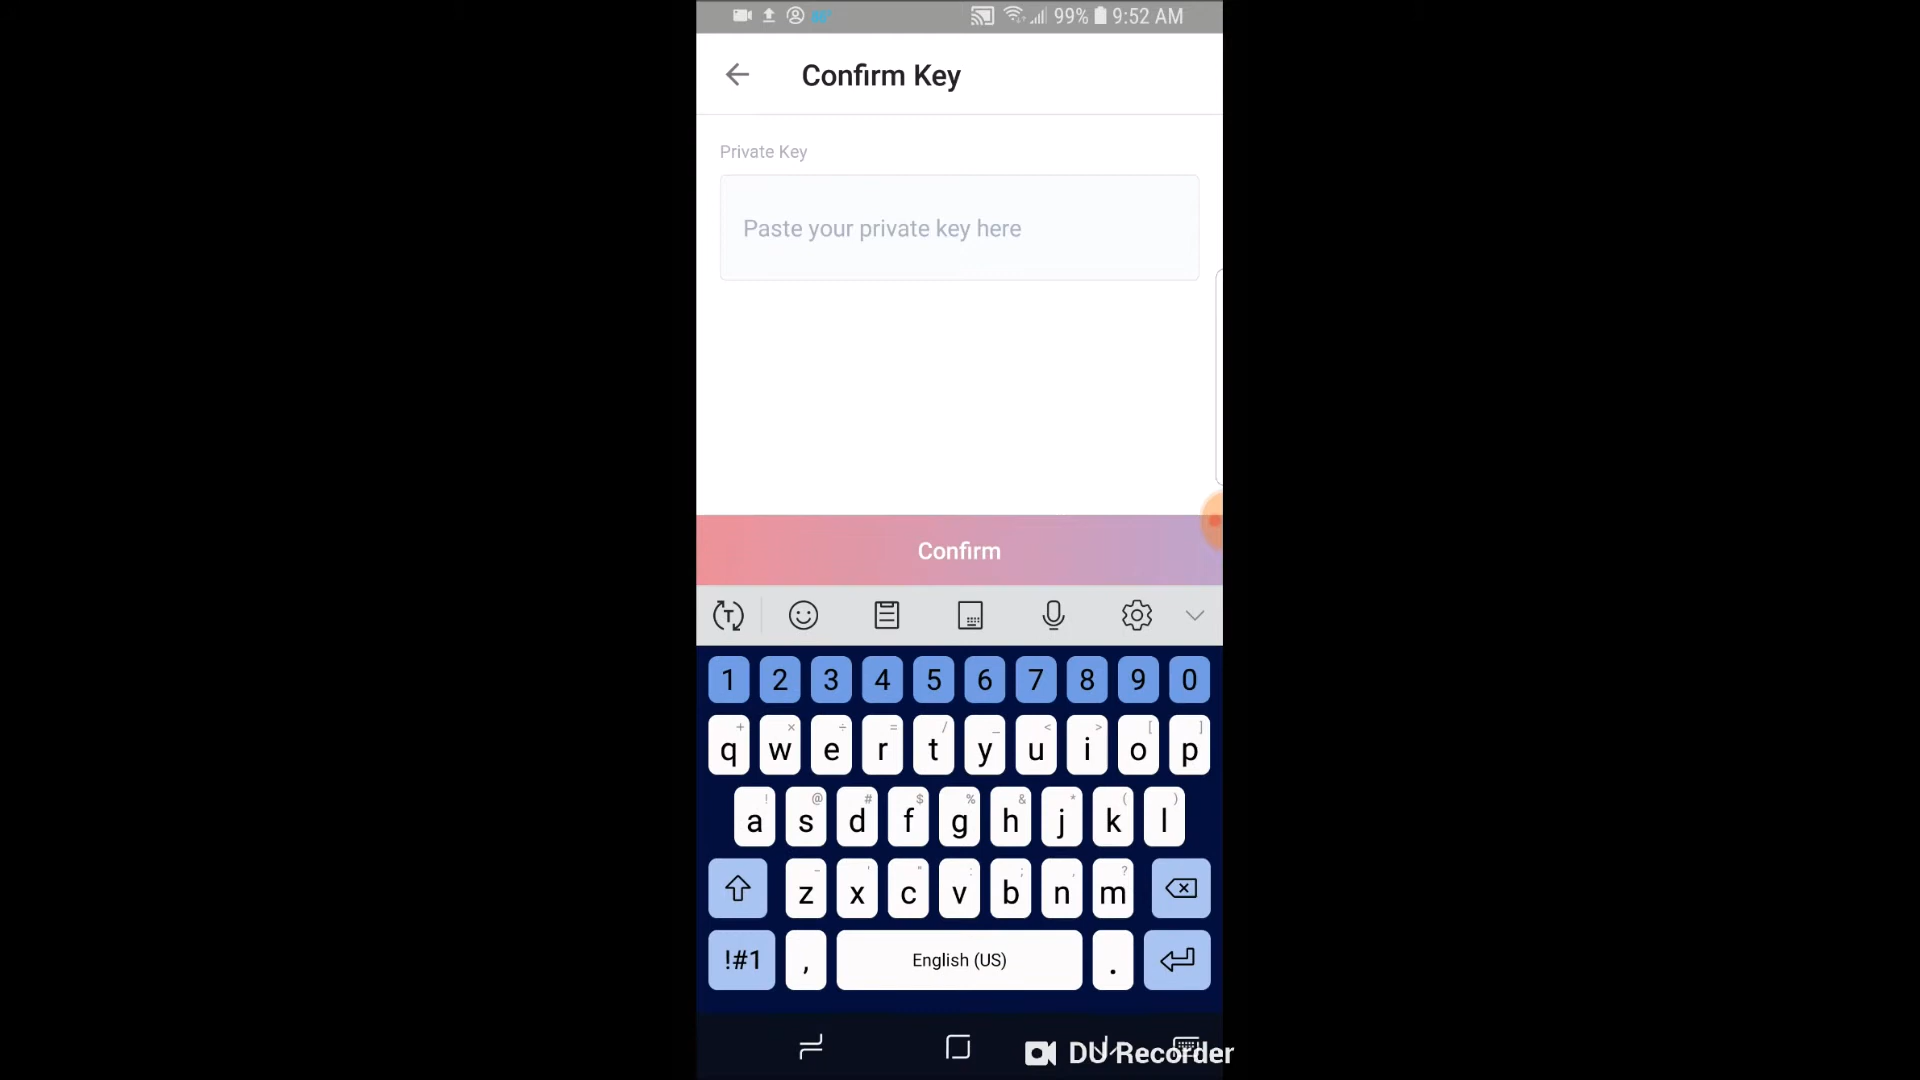 99% 9:52 AM
Confirm Key
Private Key
Paste your private key here
Confirm
1 2 3 4 5 6 7 8 9 0
+ × ÷ = / _ < > [ ]
q w e r t y u i o p
! @ # $ % & * ( )
a s d f g h j k l
- ' " : ; , ?
z x c v b n m
!#1 , English (US) .
DU Recorder